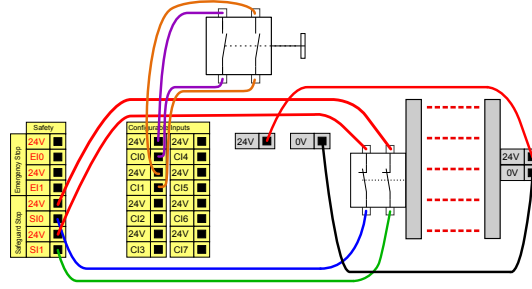 Safety
Emergency Stop
24V
EI0
24V
EI1
Safeguard Stop
24V
SI0
24V
SI1
Configurable Inputs
24V 24V
CI0 CI4
24V 24V
CI1 CI5
24V 24V
CI2 CI6
24V 24V
CI3 CI7
24V
0V
24V
0V